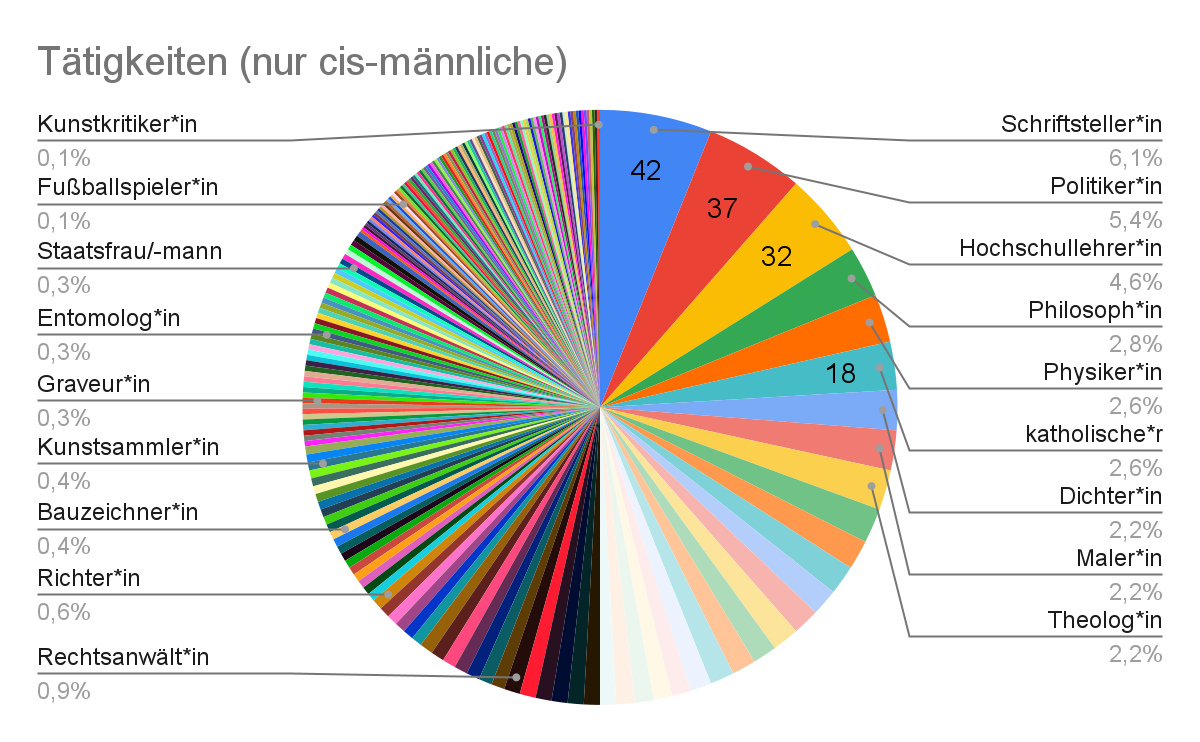 Tätigkeiten (nur cis-männliche)
Kunstkritiker*in
0,1%
Fußballspieler*in
0,1%
Staatsfrau/-mann
0,3%
Entomolog*in
0,3%
Graveur*in
0,3%
Kunstsammler*in
0,4%
Bauzeichner*in
0,4%
Richter*in
0,6%
Rechtsanwält*in
0,9%
42
37
32
18
Schriftsteller*in
6,1%
Politiker*in
5,4%
Hochschullehrer*in
4,6%
Philosoph*in
2,8%
Physiker*in
2,6%
katholische*r
2,6%
Dichter*in
2,2%
Maler*in
2,2%
Theolog*in
2,2%